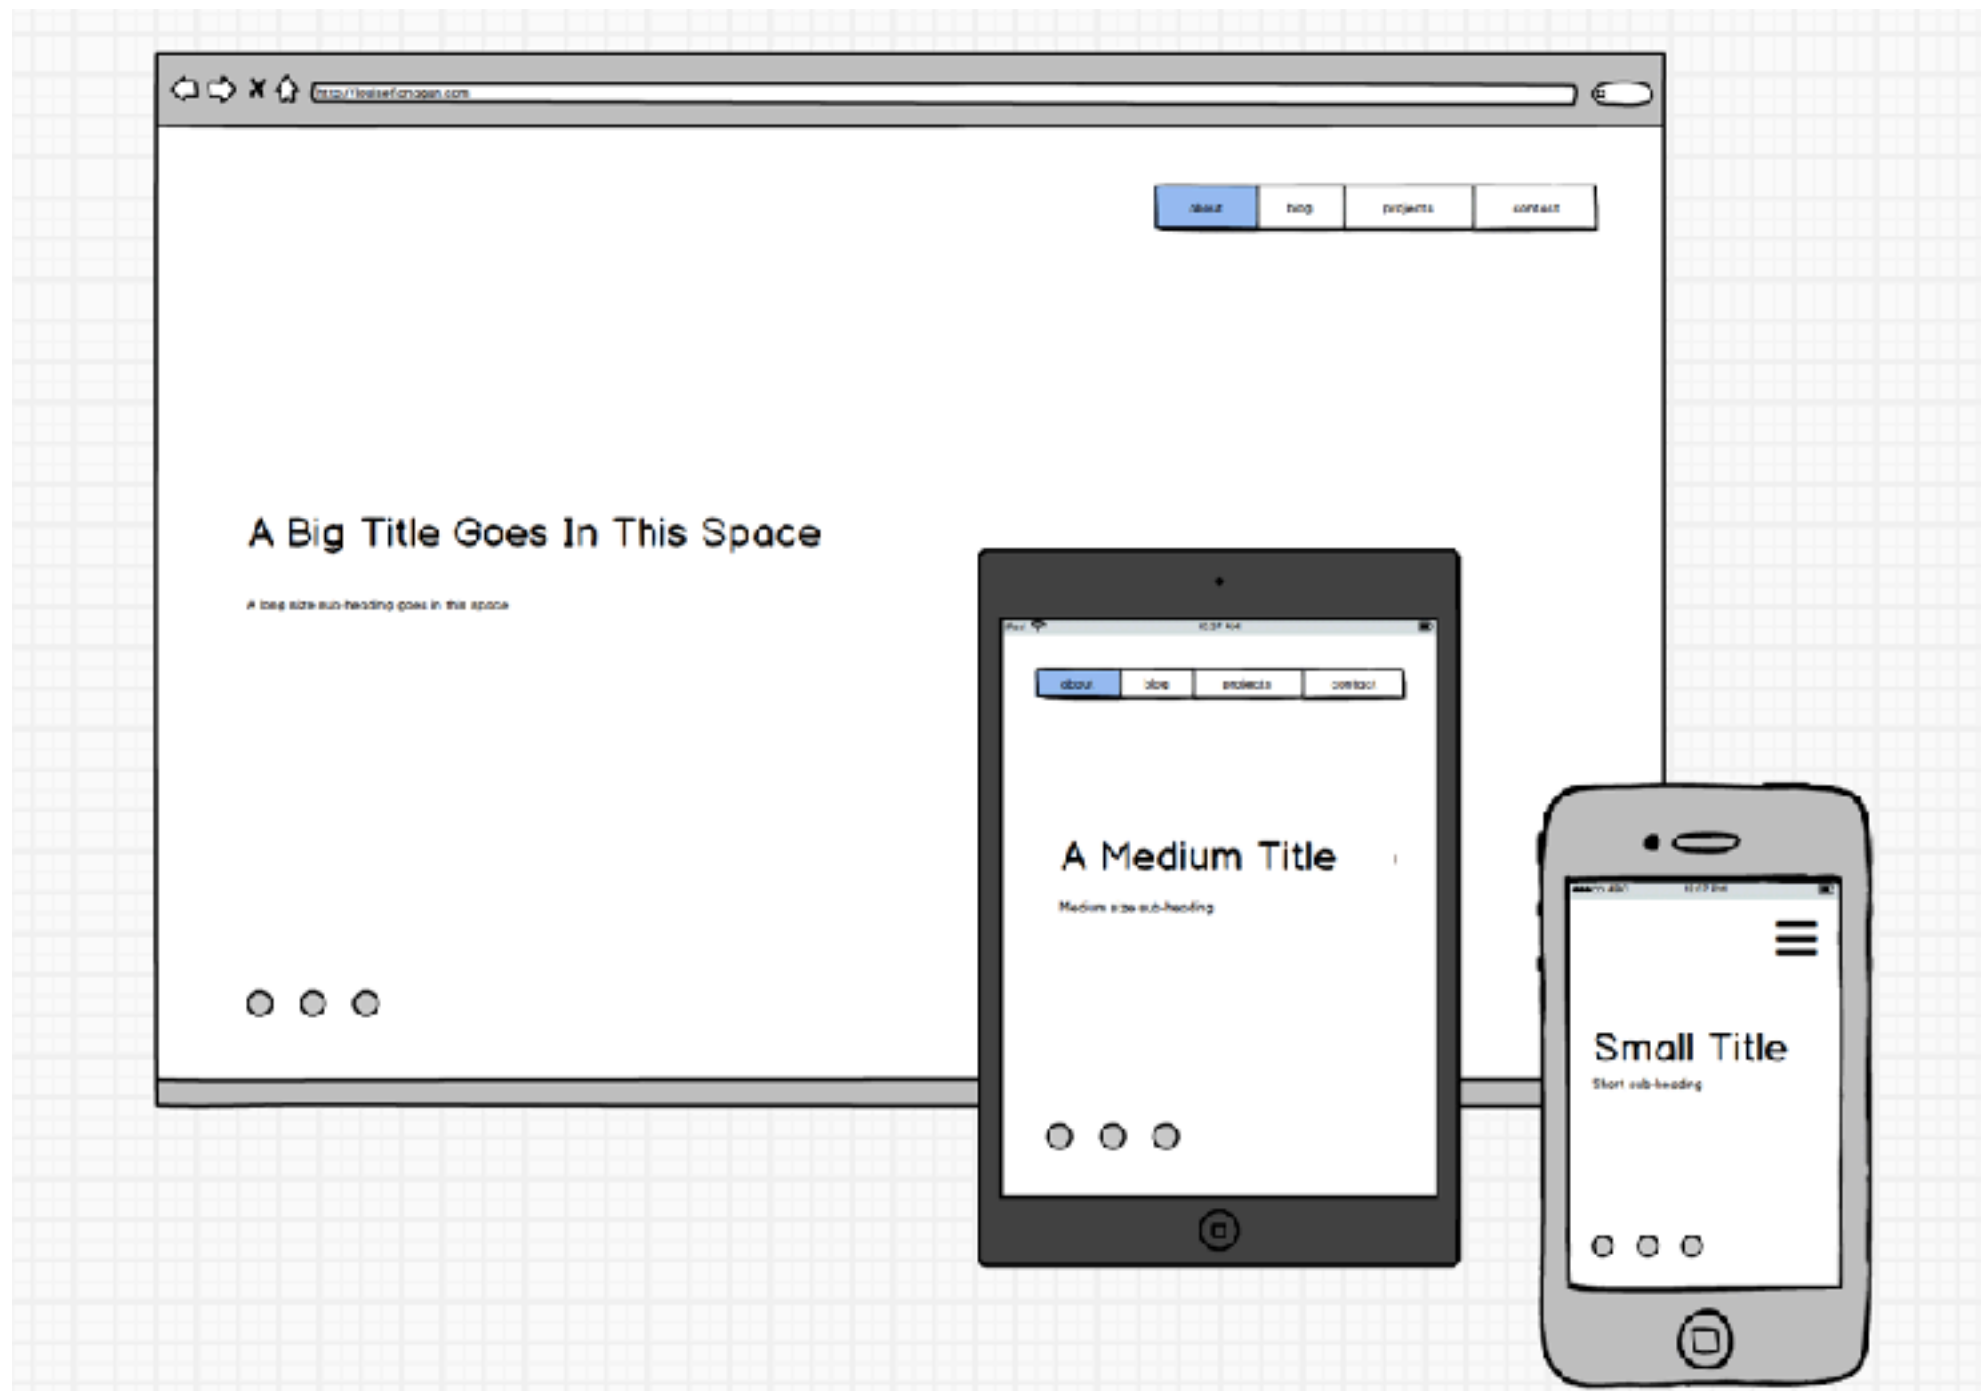 about blog projects contact
A Big Title Goes In This Space
A long size sub-heading goes in this space
about blog projects contact
A Medium Title
Medium size sub-heading
Small Title
Short sub-heading